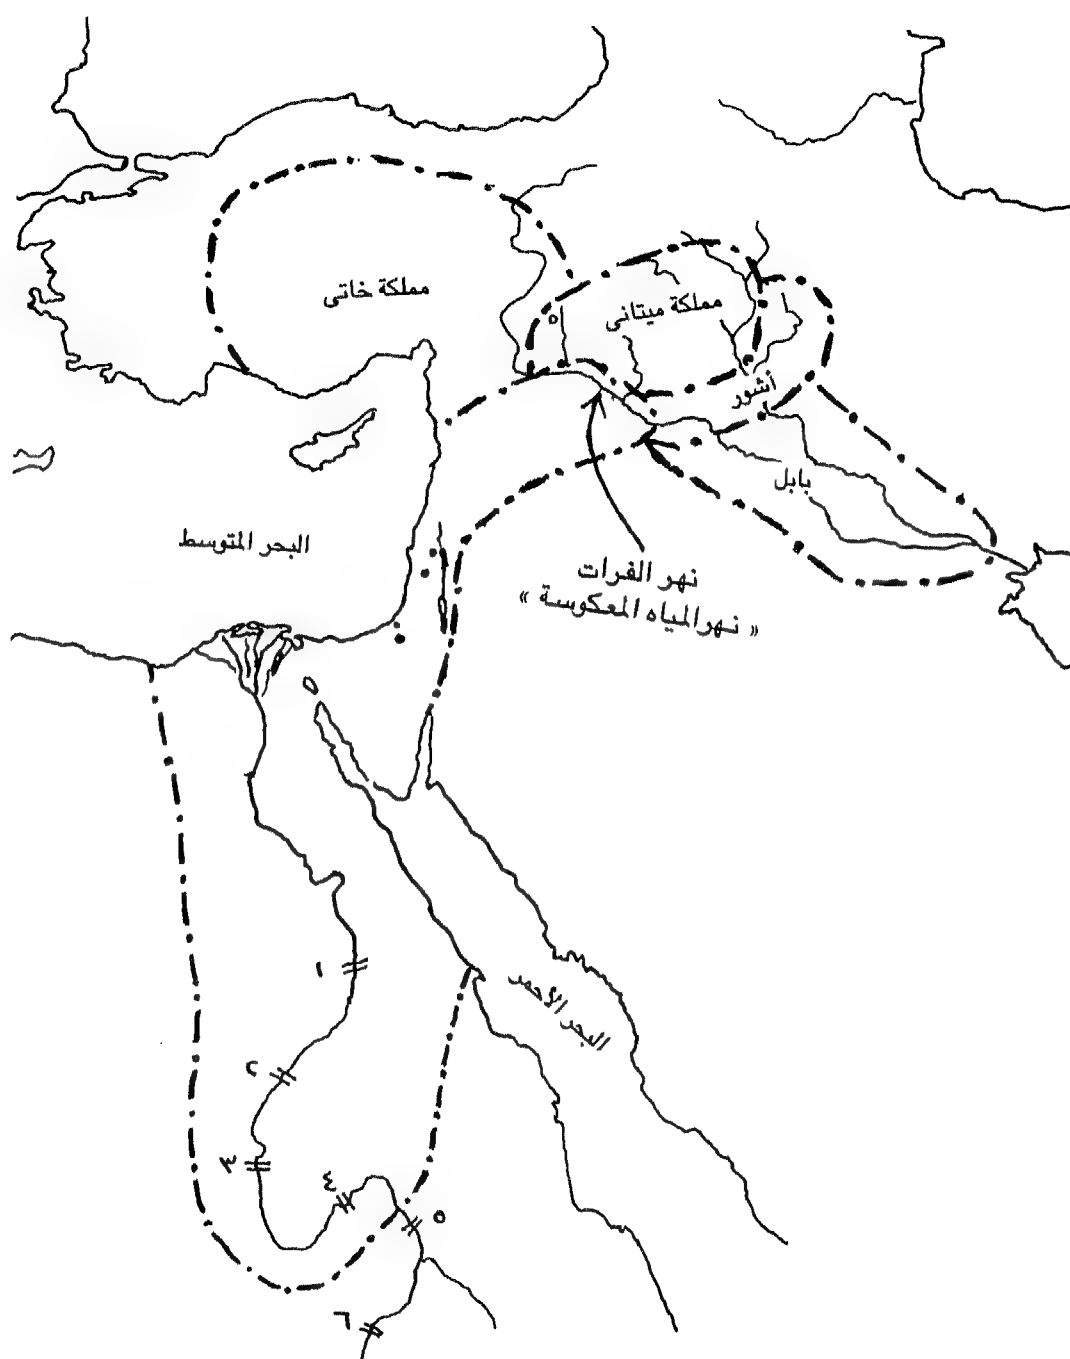 مملكة خاتى
مملكة ميتانى
٥
أشور
بابل
البحر المتوسط
نهر الفرات
« نهر المياه المعكوسة »
البحر الأحمر
١
٢
٣
٤
٥
٦